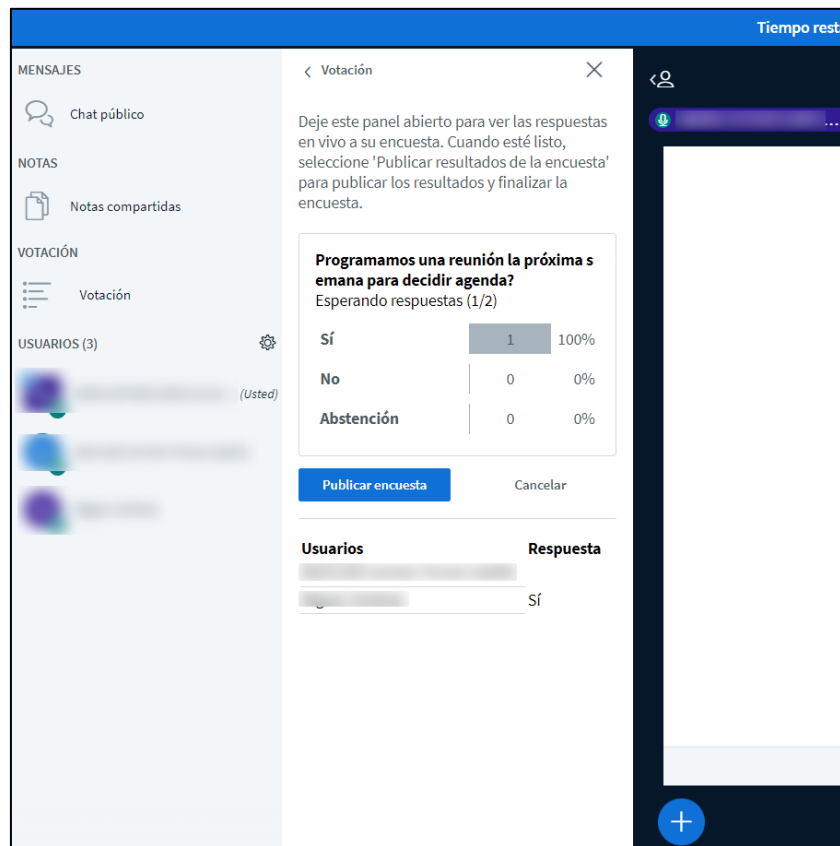 Tiempo rest
MENSAJES
Chat público
NOTAS
Notas compartidas
VOTACIÓN
Votación
USUARIOS (3)
(Usted)
Votación
Deje este panel abierto para ver las respuestas
en vivo a su encuesta. Cuando esté listo,
seleccione 'Publicar resultados de la encuesta'
para publicar los resultados y finalizar la
encuesta.
Programamos una reunión la próxima s
emana para decidir agenda?
Esperando respuestas (1/2)
Sí 1 100%
No 0 0%
Abstención 0 0%
Publicar encuesta Cancelar
Usuarios Respuesta
Sí
...